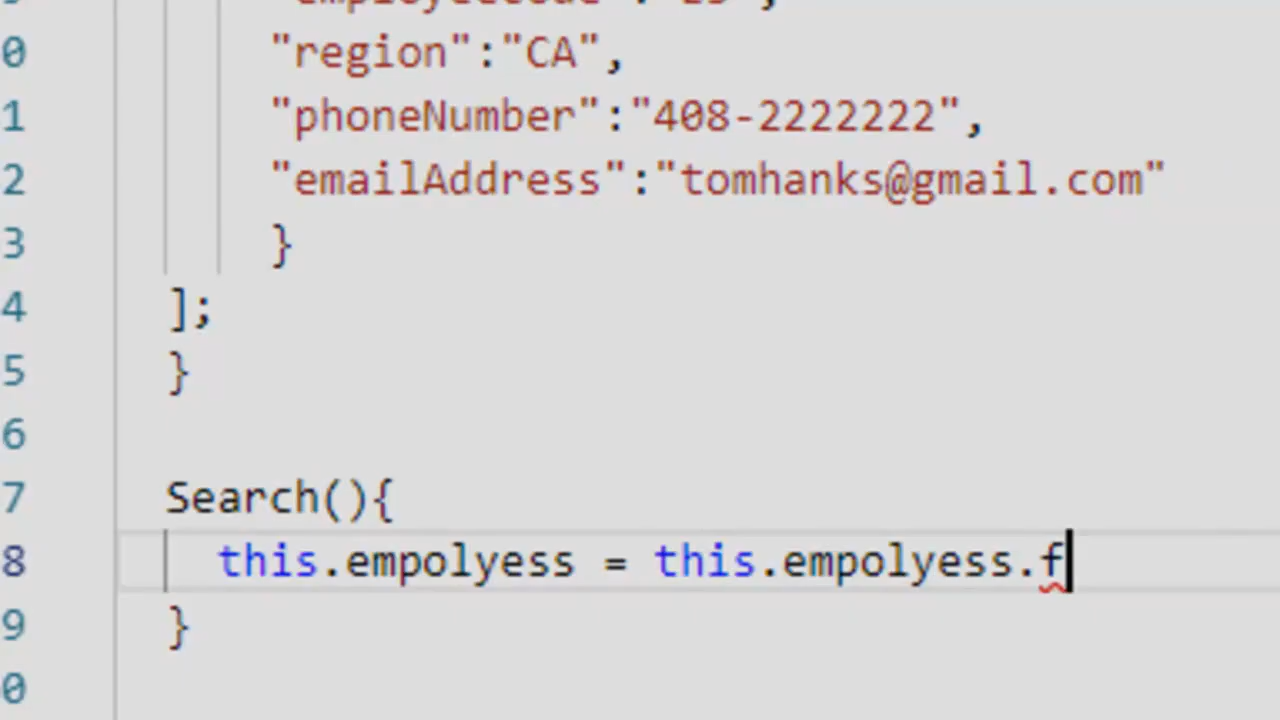 0 "region":"CA",
1 "phoneNumber":"408-2222222",
2 "emailAddress":"tomhanks@gmail.com"
3 }
4 ];
5 }
6
7 Search(){
8 this.empolyess = this.empolyess.f
9 }
0